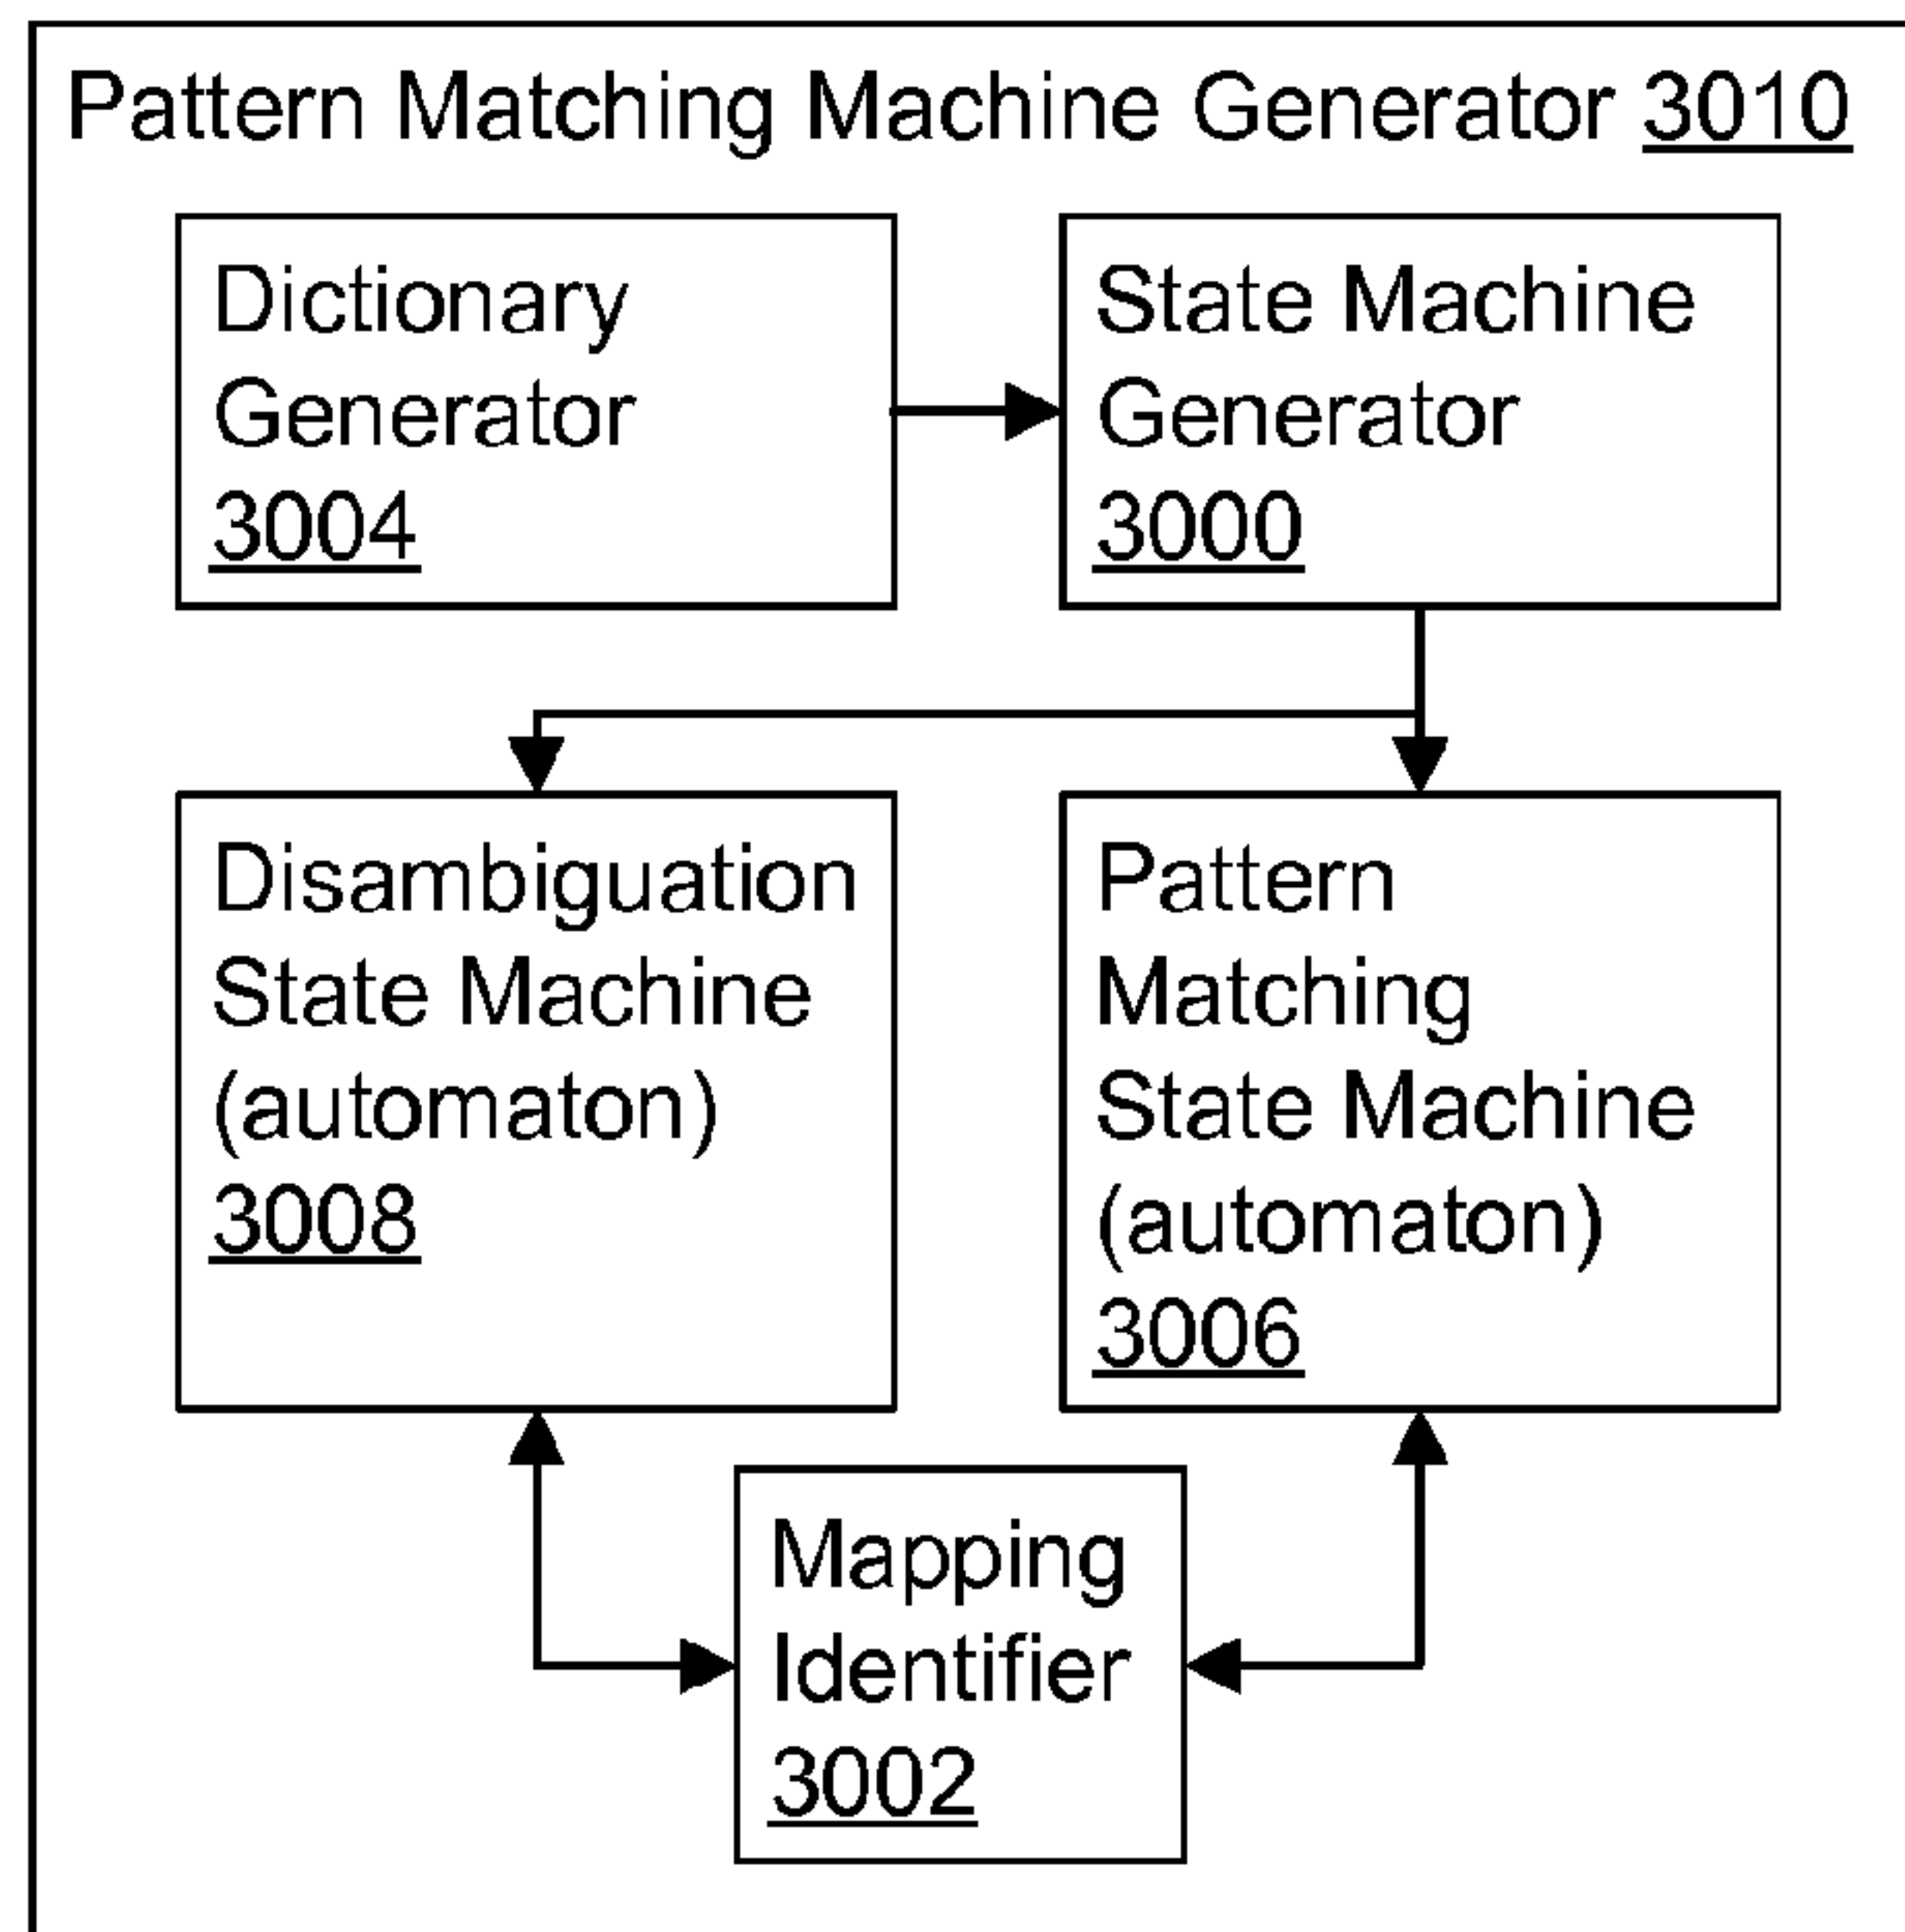 Pattern Matching Machine Generator 3010
Dictionary
Generator
3004
State Machine
Generator
3000
Disambiguation
State Machine
(automaton)
3008
Pattern
Matching
State Machine
(automaton)
3006
Mapping
Identifier
3002